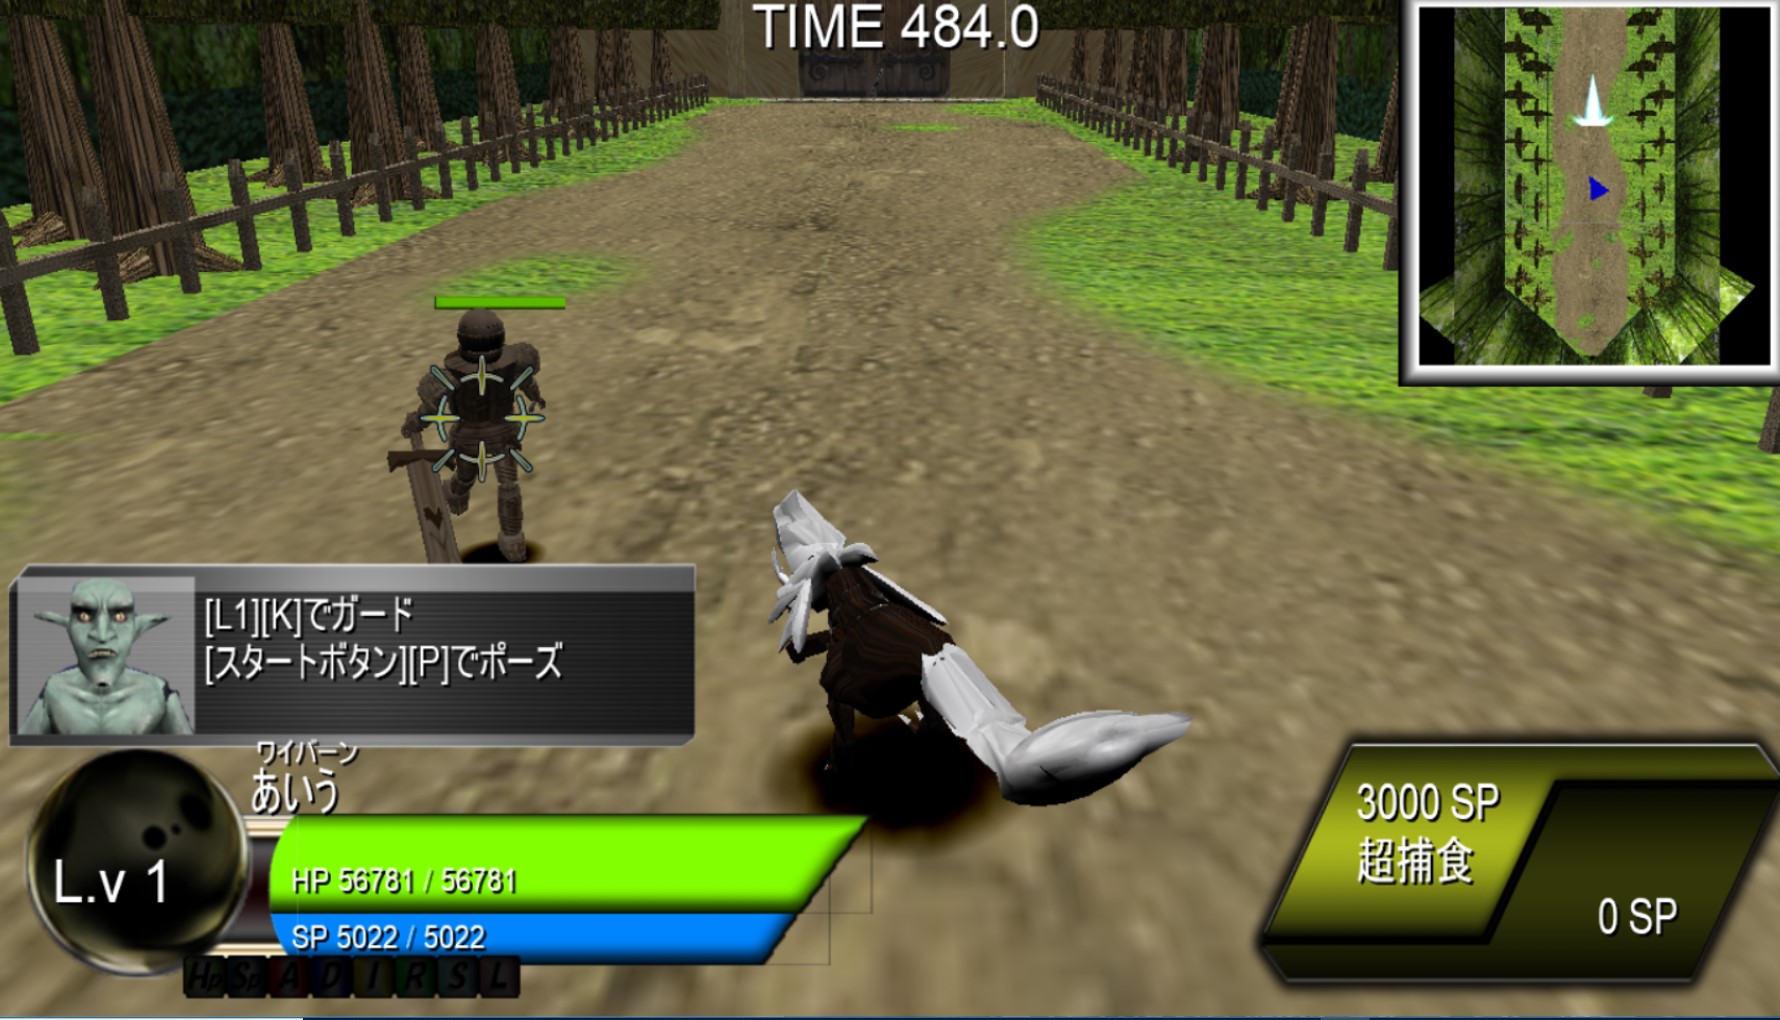 TIME 484.0
[L1][K]でガード
[スタートボタン][P]でポーズ
ワイバーン
あいう
L.v 1
HP 56781 / 56781
SP 5022 / 5022
Hp Sp A D I R S L
3000 SP
超捕食
0 SP